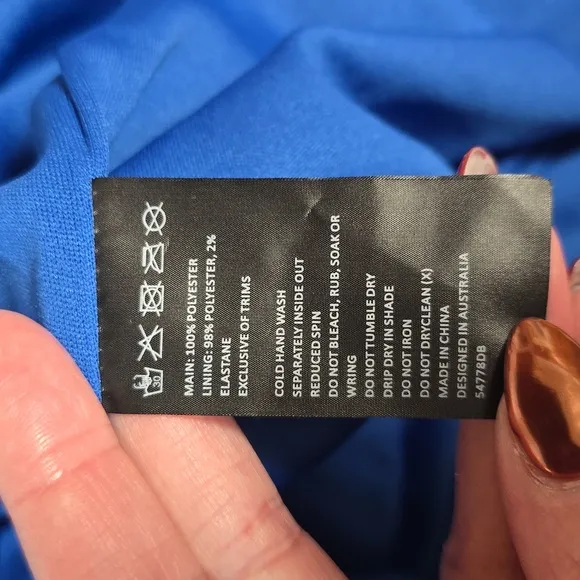 MAIN: 100% POLYESTER
LINING: 98% POLYESTER, 2%
ELASTANE
EXCLUSIVE OF TRIMS
COLD HAND WASH
SEPARATELY INSIDE OUT
REDUCED SPIN
DO NOT BLEACH, RUB, SOAK OR
WRING
DO NOT TUMBLE DRY
DRIP DRY IN SHADE
DO NOT IRON
DO NOT DRYCLEAN (X)
MADE IN CHINA
DESIGNED IN AUSTRALIA
54778DB
30